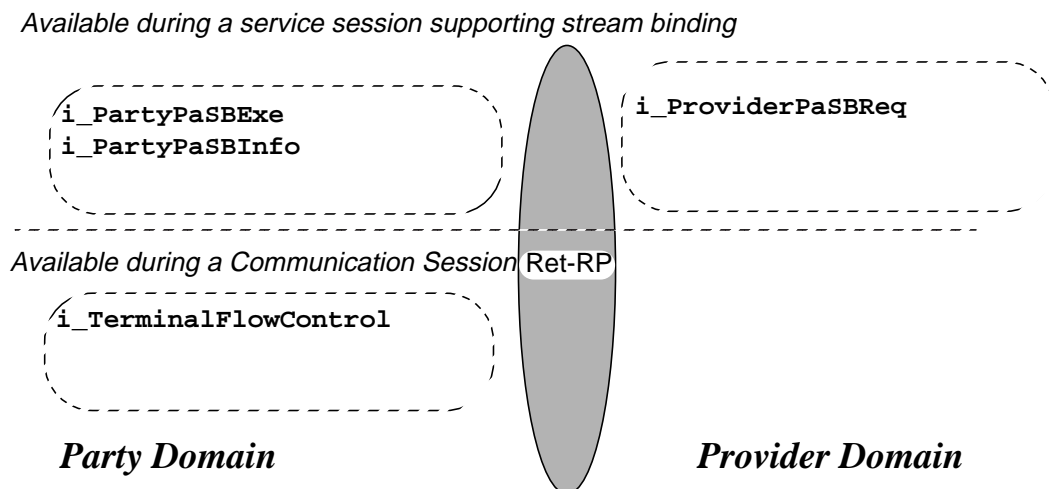 Available during a service session supporting stream binding
i_PartyPaSBExe
i_PartyPaSBInfo
i_ProviderPaSBReq
Available during a Communication Session
Ret-RP
i_TerminalFlowControl
Party Domain
Provider Domain